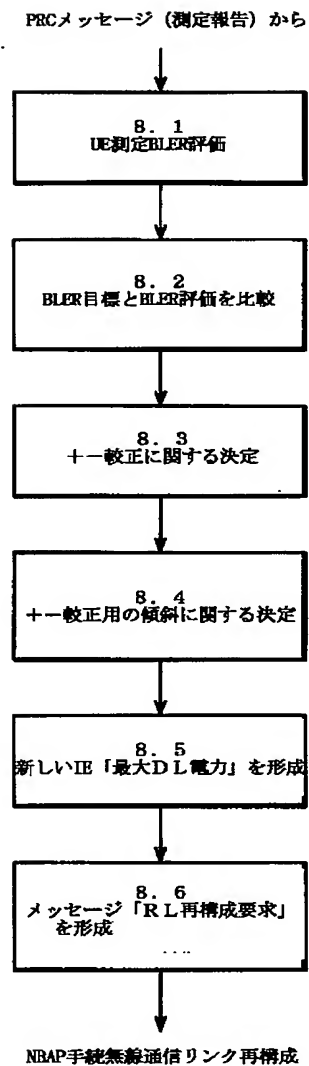 PRCメッセージ（測定報告）から
8．1
UE測定BLER評価
8．2
BLER目標とBLER評価を比較
8．3
＋－較正に関する決定
8．4
＋－較正用の傾斜に関する決定
8．5
新しいIE「最大DL電力」を形成
8．6
メッセージ「RL再構成要求」
を形成
....
NBAP手続無線通信リンク再構成